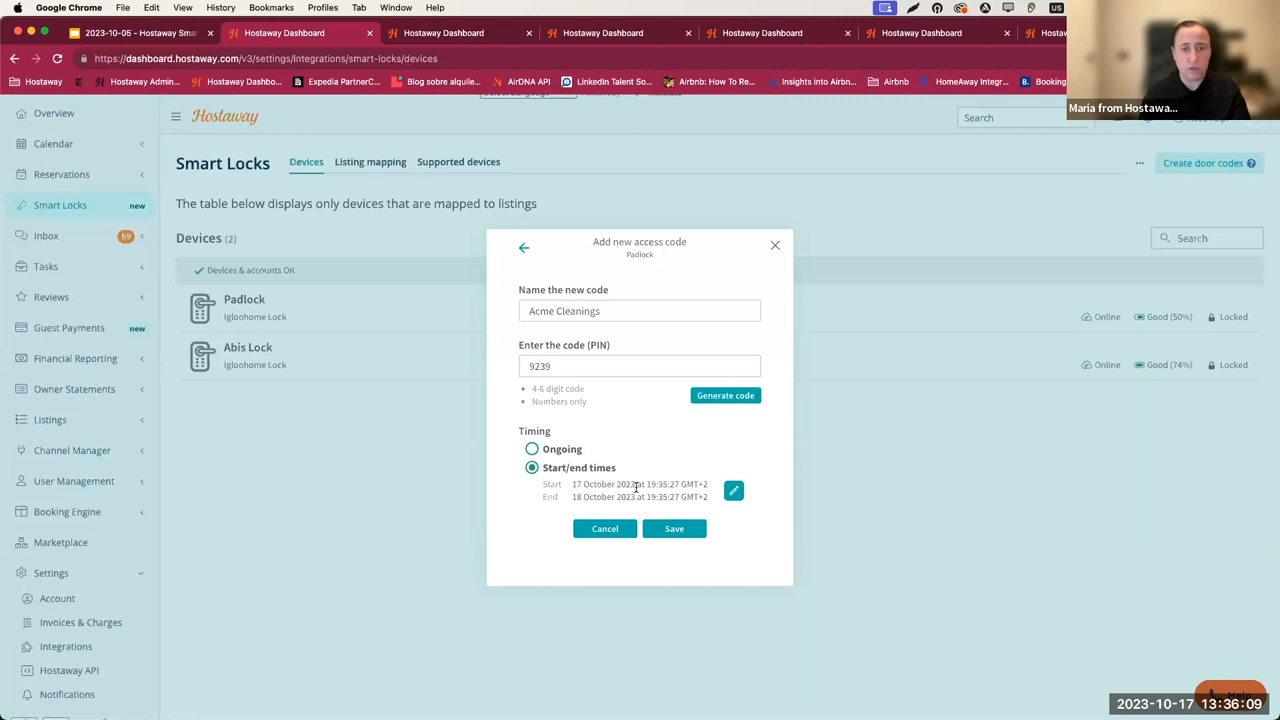 Google Chrome File Edit View History Bookmarks Profiles Tab Window Help US
2023-10-05 - Hostaway Sma
Hostaway Dashboard
Hostaway Dashboard
Hostaway Dashboard
Hostaway Dashboard
Hostaway Dashboard
Hosta
https://dashboard.hostaway.com/v3/settings/integrations/smart-locks/devices
Hostaway Hostaway Admin... Hostaway Dashbo... Expedia PartnerC... Blog sobre alquile... AirDNA API LinkedIn Talent So... Airbnb: How To Re... Insights into Airbn... Airbnb HomeAway Integr... Booking
Maria from Hostawa...
Overview
Calendar
Reservations
Smart Locks new
Inbox 69
Tasks
Reviews
Guest Payments new
Financial Reporting
Owner Statements
Listings
Channel Manager
User Management
Booking Engine
Marketplace
Settings
Account
Invoices & Charges
Integrations
Hostaway API
Notifications
Hostaway
Search
Smart Locks Devices Listing mapping Supported devices ... Create door codes ?
The table below displays only devices that are mapped to listings
Devices (2)
Search
Devices & accounts OK
Padlock
Igloohome Lock
Online Good (50%) Locked
Abis Lock
Igloohome Lock
Online Good (74%) Locked
Add new access code
Padlock
Name the new code
Acme Cleanings
Enter the code (PIN)
9239
4-6 digit code
Numbers only
Generate code
Timing
Ongoing
Start/end times
Start 17 October 2023 at 19:35:27 GMT+2
End 18 October 2023 at 19:35:27 GMT+2
Cancel Save
Help
2023-10-17 13:36:09